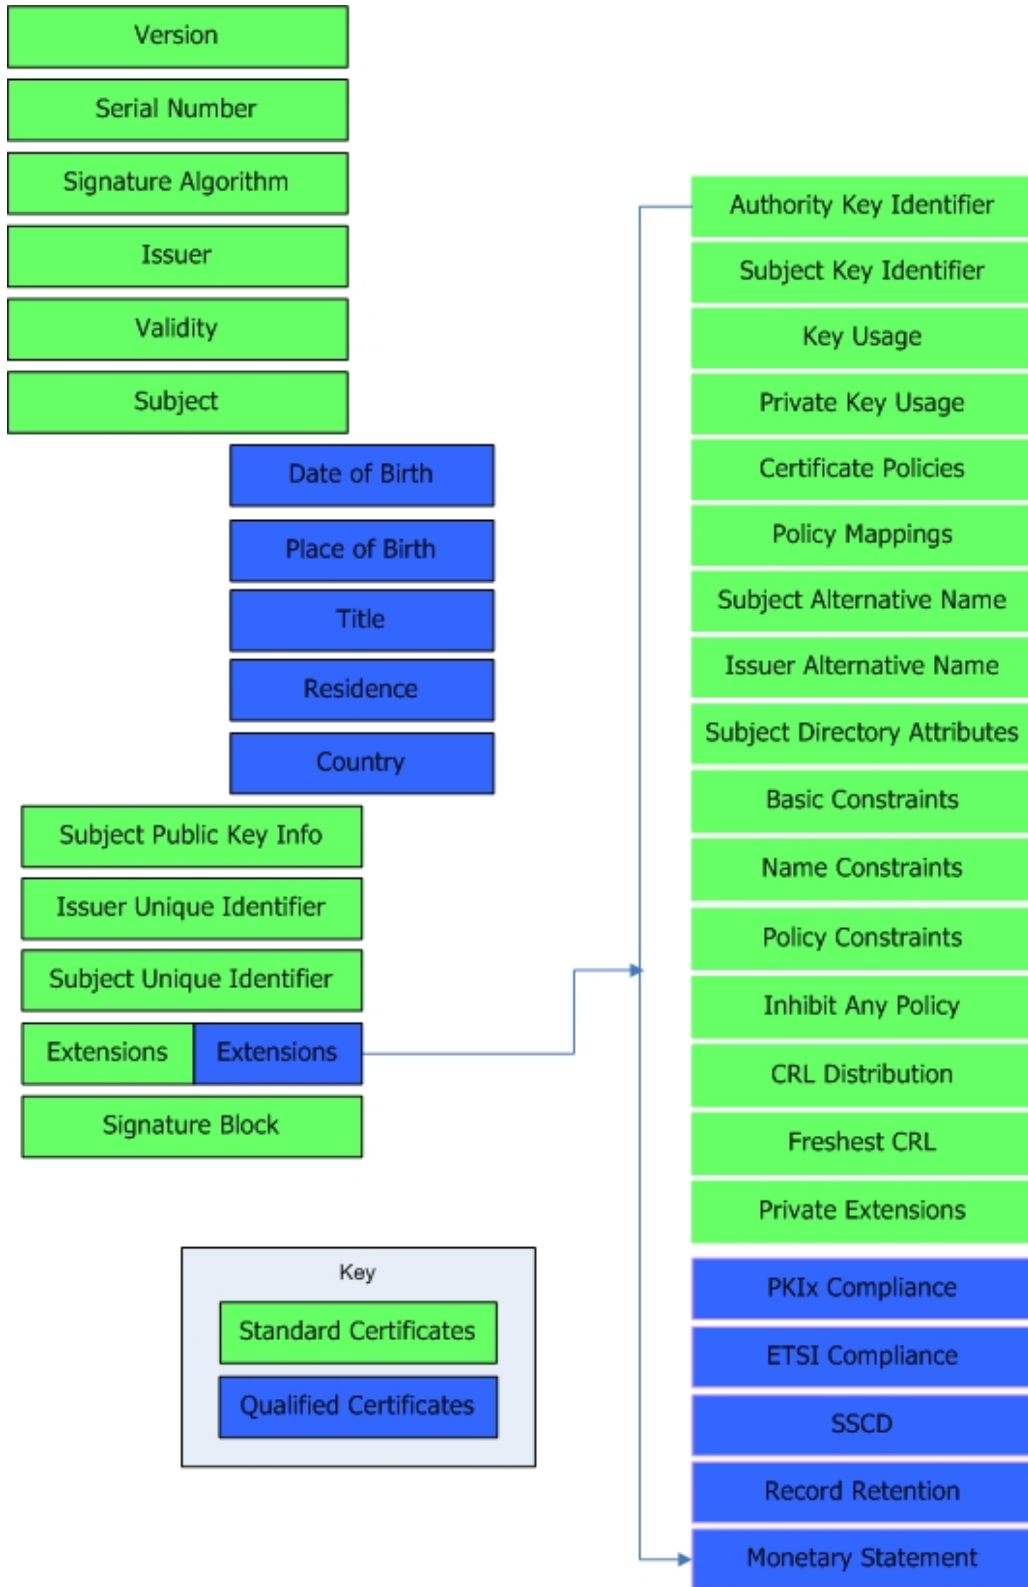 Version
Serial Number
Signature Algorithm
Issuer
Validity
Subject
Date of Birth
Place of Birth
Title
Residence
Country
Subject Public Key Info
Issuer Unique Identifier
Subject Unique Identifier
Extensions Extensions
Signature Block
Authority Key Identifier
Subject Key Identifier
Key Usage
Private Key Usage
Certificate Policies
Policy Mappings
Subject Alternative Name
Issuer Alternative Name
Subject Directory Attributes
Basic Constraints
Name Constraints
Policy Constraints
Inhibit Any Policy
CRL Distribution
Freshest CRL
Private Extensions
PKIx Compliance
ETSI Compliance
SSCD
Record Retention
Monetary Statement
Key
Standard Certificates
Qualified Certificates